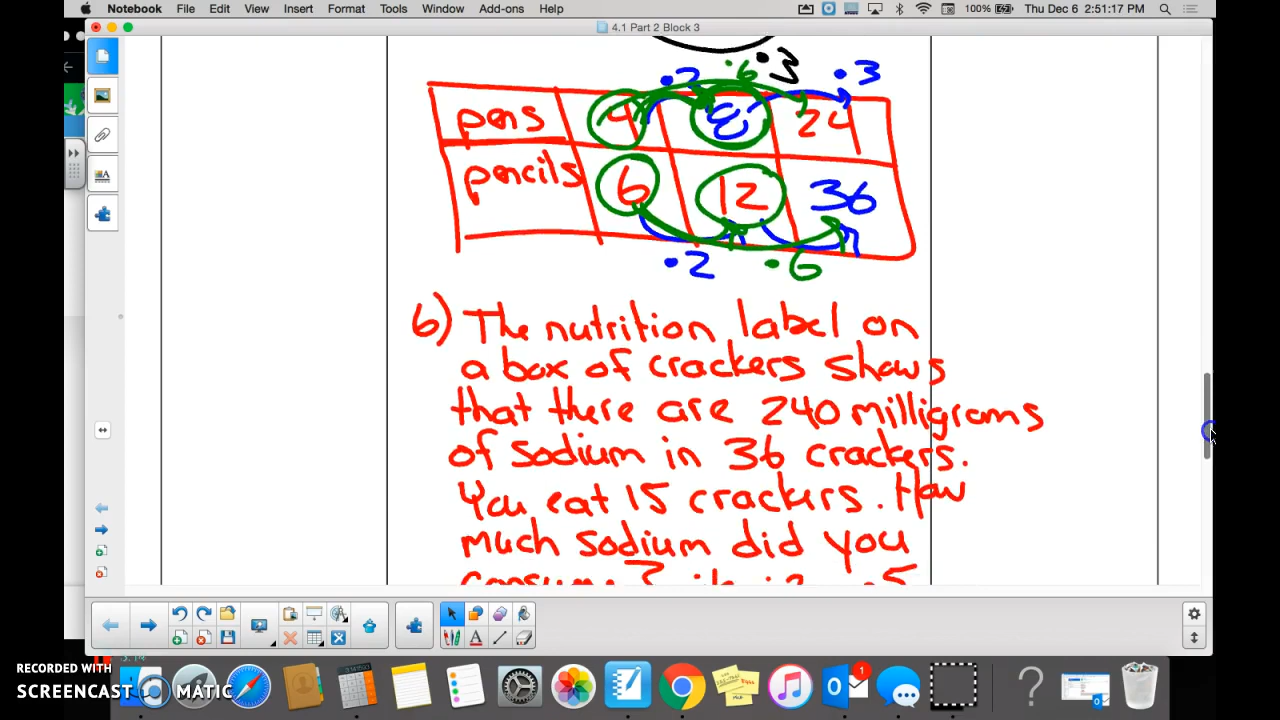 Notebook File Edit View Insert Format Tools Window Add-ons Help 100% Thu Dec 6 2:51:17 PM
4.1 Part 2 Block 3
·2 ·6 ·3 ·3
pens 4 8 24
pencils 6 12 36
·2 ·6
6) The nutrition label on
a box of crackers shows
that there are 240 milligrams
of sodium in 36 crackers.
You eat 15 crackers. How
much sodium did you
RECORDED WITH
SCREENCAST MATIC
1